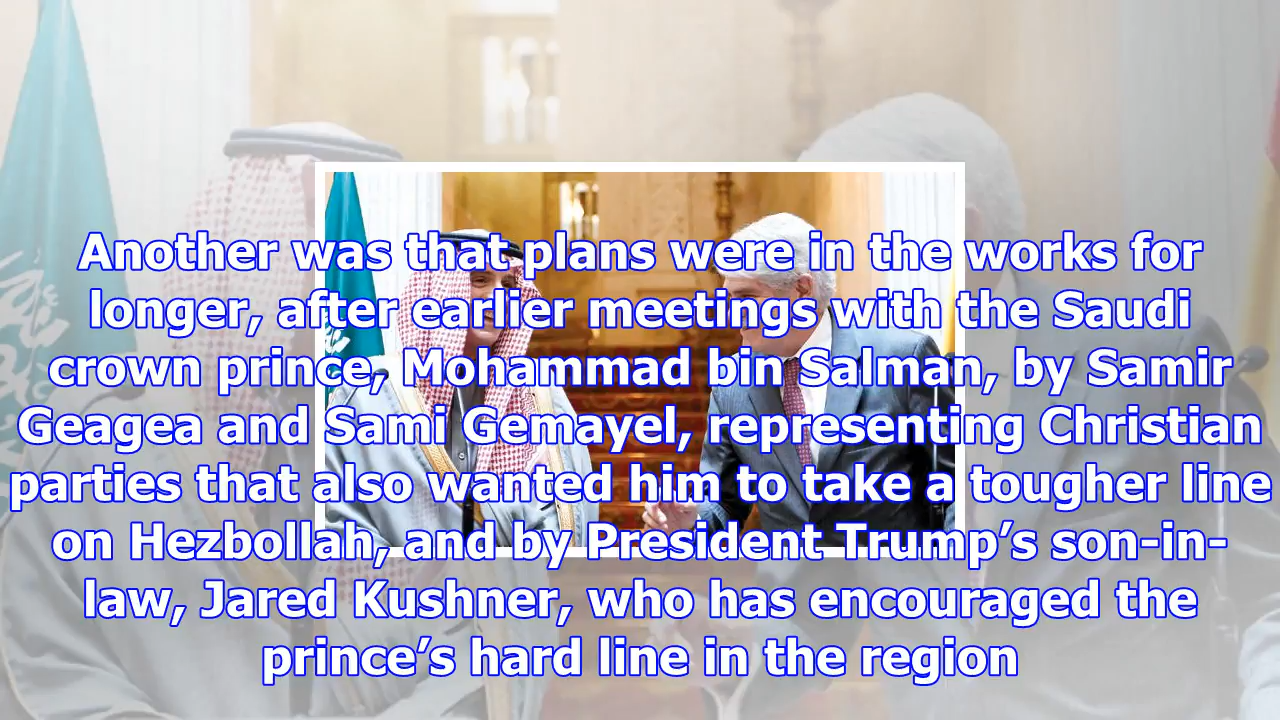 Another was that plans were in the works for
longer, after earlier meetings with the Saudi
crown prince, Mohammad bin Salman, by Samir
Geagea and Sami Gemayel, representing Christian
parties that also wanted him to take a tougher line
on Hezbollah, and by President Trump’s son-in-
law, Jared Kushner, who has encouraged the
prince’s hard line in the region